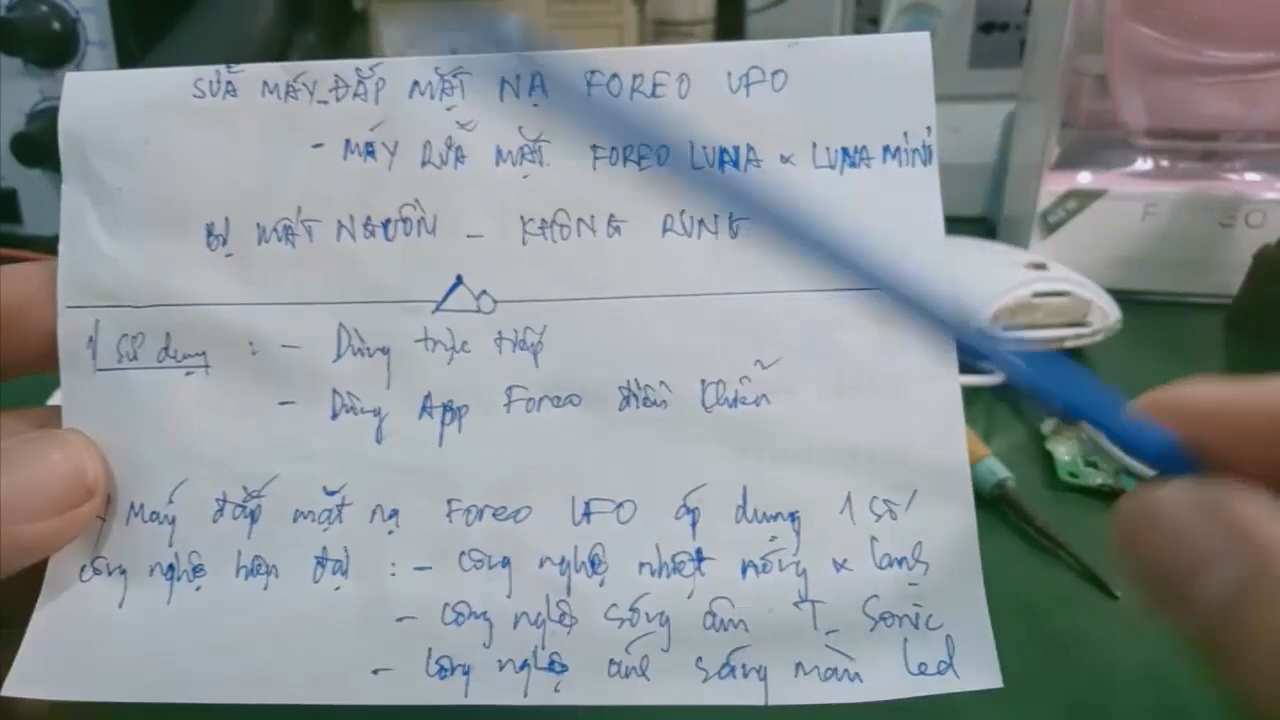 SỬA MÁY_ĐẮP MẶT NẠ FOREO UFO
- MÁY RỬA MẶT. FOREO LUNA × LUNA MINI
BỊ MẤT NGUỒN - KHÔNG RUNG
1/ Sử dụng : - Dùng trực tiếp
- Dùng App Foreo điều khiển
+ Máy đắp mặt nạ Foreo UFO áp dụng 1 số
công nghệ hiện đại : - công nghệ nhiệt nóng × lạnh
- công nghệ sóng âm T_ Sonic
- công nghệ ánh sáng màn Led